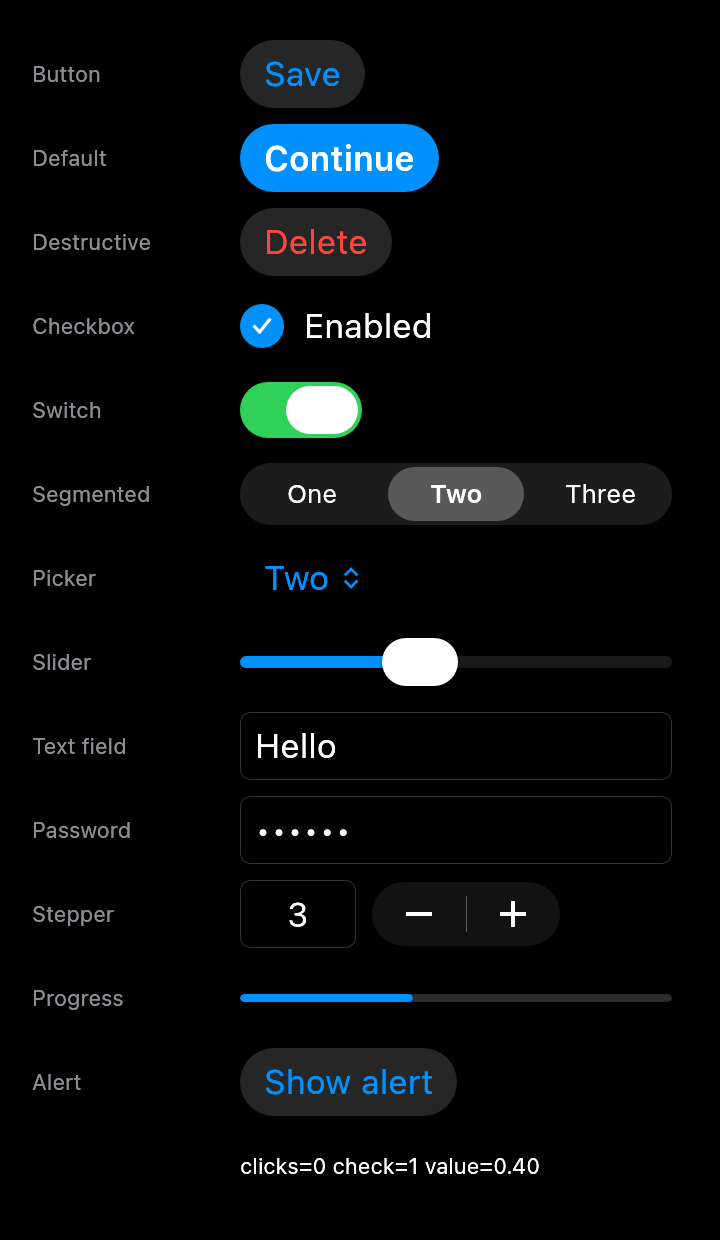 Button Save
Default Continue
Destructive Delete
Checkbox Enabled
Switch
Segmented One Two Three
Picker Two
Slider
Text field Hello
Password ••••••
Stepper 3 − +
Progress
Alert Show alert
clicks=0 check=1 value=0.40